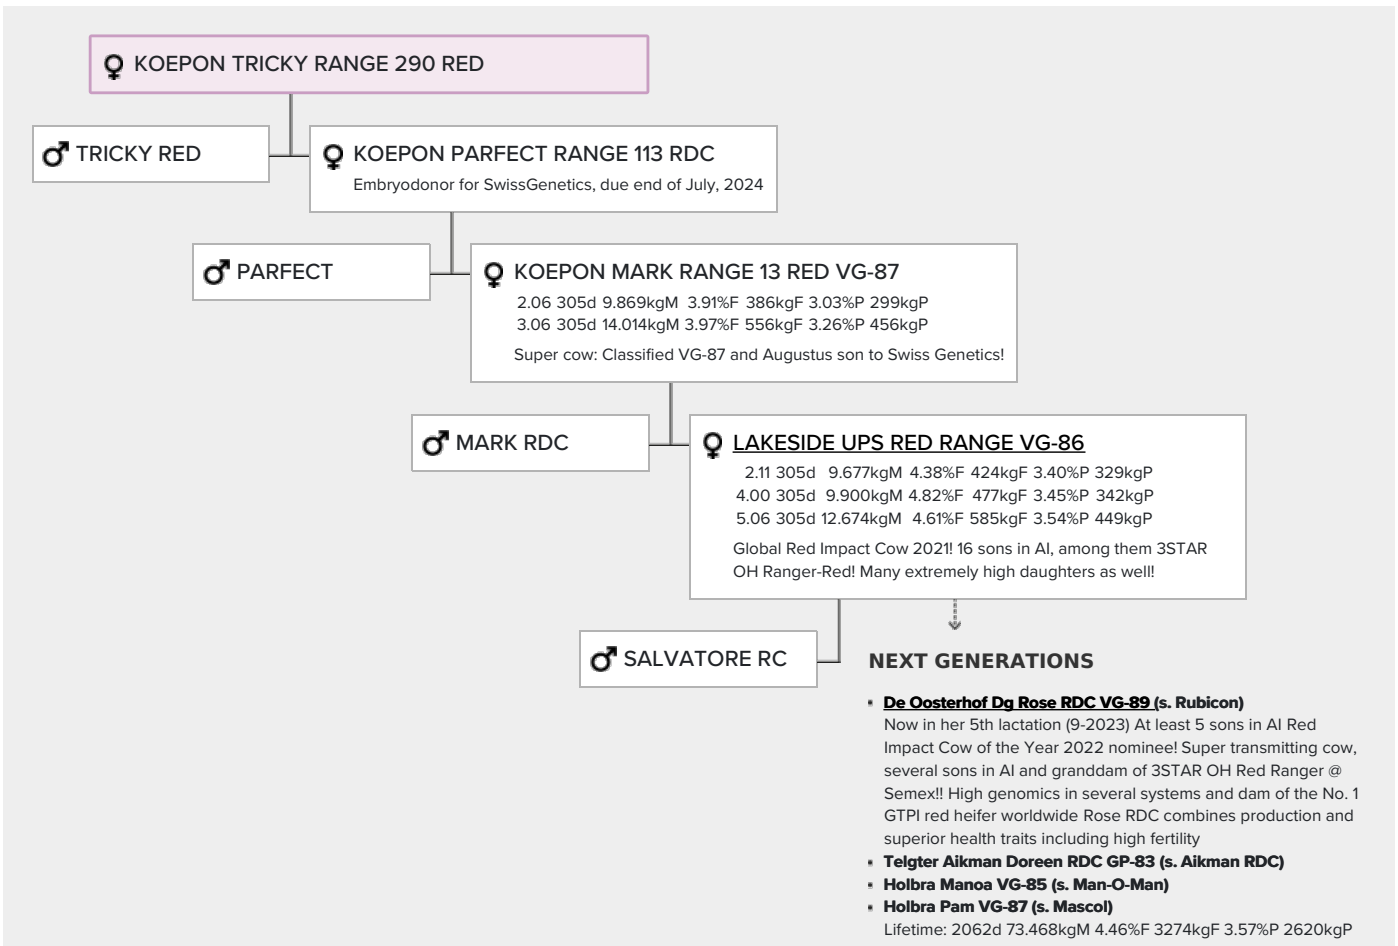 KOEPON TRICKY RANGE 290 RED
TRICKY RED
KOEPON PARFECT RANGE 113 RDC
Embryodonor for SwissGenetics, due end of July, 2024
PARFECT
KOEPON MARK RANGE 13 RED VG-87
2.06 305d 9.869kgM 3.91%F 386kgF 3.03%P 299kgP
3.06 305d 14.014kgM 3.97%F 556kgF 3.26%P 456kgP
Super cow: Classified VG-87 and Augustus son to Swiss Genetics!
MARK RDC
LAKESIDE UPS RED RANGE VG-86
2.11 305d 9.677kgM 4.38%F 424kgF 3.40%P 329kgP
4.00 305d 9.900kgM 4.82%F 477kgF 3.45%P 342kgP
5.06 305d 12.674kgM 4.61%F 585kgF 3.54%P 449kgP
Global Red Impact Cow 2021! 16 sons in AI, among them 3STAR
OH Ranger-Red! Many extremely high daughters as well!
SALVATORE RC
NEXT GENERATIONS
De Oosterhof Dg Rose RDC VG-89 (s. Rubicon)
Now in her 5th lactation (9-2023) At least 5 sons in AI Red
Impact Cow of the Year 2022 nominee! Super transmitting cow,
several sons in AI and granddam of 3STAR OH Red Ranger @
Semex!! High genomics in several systems and dam of the No. 1
GTPI red heifer worldwide Rose RDC combines production and
superior health traits including high fertility
Telgter Aikman Doreen RDC GP-83 (s. Aikman RDC)
Holbra Manoa VG-85 (s. Man-O-Man)
Holbra Pam VG-87 (s. Mascol)
Lifetime: 2062d 73.468kgM 4.46%F 3274kgF 3.57%P 2620kgP